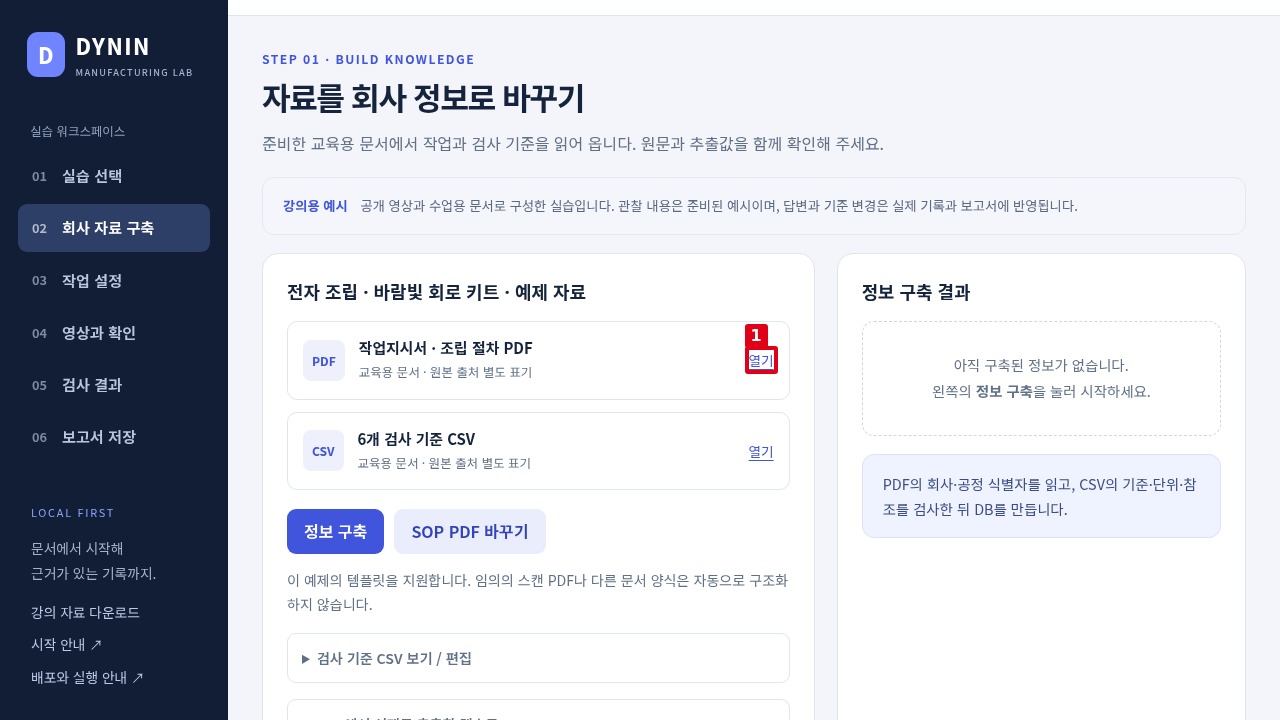 D
DYNIN
MANUFACTURING LAB
실습 워크스페이스
01 실습 선택
02 회사 자료 구축
03 작업 설정
04 영상과 확인
05 검사 결과
06 보고서 저장
LOCAL FIRST
문서에서 시작해
근거가 있는 기록까지.
강의 자료 다운로드
시작 안내 ↗
배포와 실행 안내 ↗
STEP 01 · BUILD KNOWLEDGE
자료를 회사 정보로 바꾸기
준비한 교육용 문서에서 작업과 검사 기준을 읽어 옵니다. 원문과 추출값을 함께 확인해 주세요.
강의용 예시 공개 영상과 수업용 문서로 구성한 실습입니다. 관찰 내용은 준비된 예시이며, 답변과 기준 변경은 실제 기록과 보고서에 반영됩니다.
전자 조립 · 바람빛 회로 키트 · 예제 자료
1
PDF
작업지시서 · 조립 절차 PDF
교육용 문서 · 원본 출처 별도 표기
열기
CSV
6개 검사 기준 CSV
교육용 문서 · 원본 출처 별도 표기
열기
정보 구축
SOP PDF 바꾸기
이 예제의 템플릿을 지원합니다. 임의의 스캔 PDF나 다른 문서 양식은 자동으로 구조화
하지 않습니다.
▶ 검사 기준 CSV 보기 / 편집
정보 구축 결과
아직 구축된 정보가 없습니다.
왼쪽의 정보 구축을 눌러 시작하세요.
PDF의 회사·공정 식별자를 읽고, CSV의 기준·단위·참
조를 검사한 뒤 DB를 만듭니다.